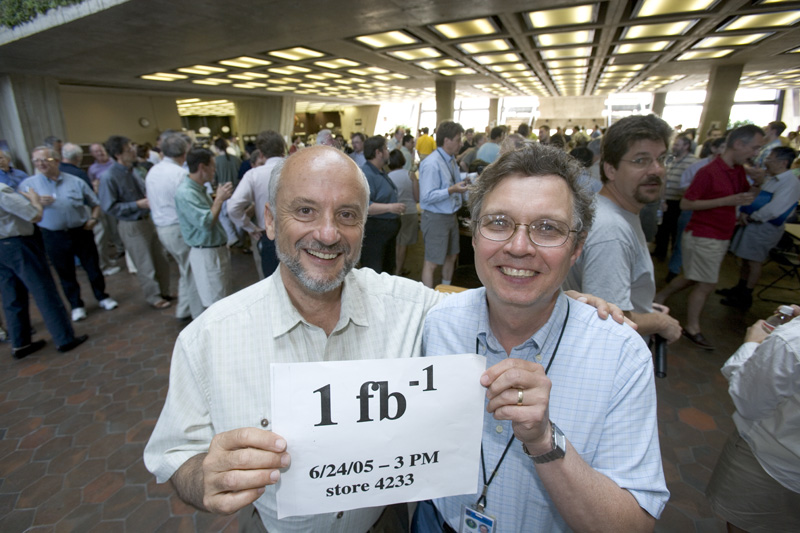 1 fb⁻¹
6/24/05 – 3 PM
store 4233